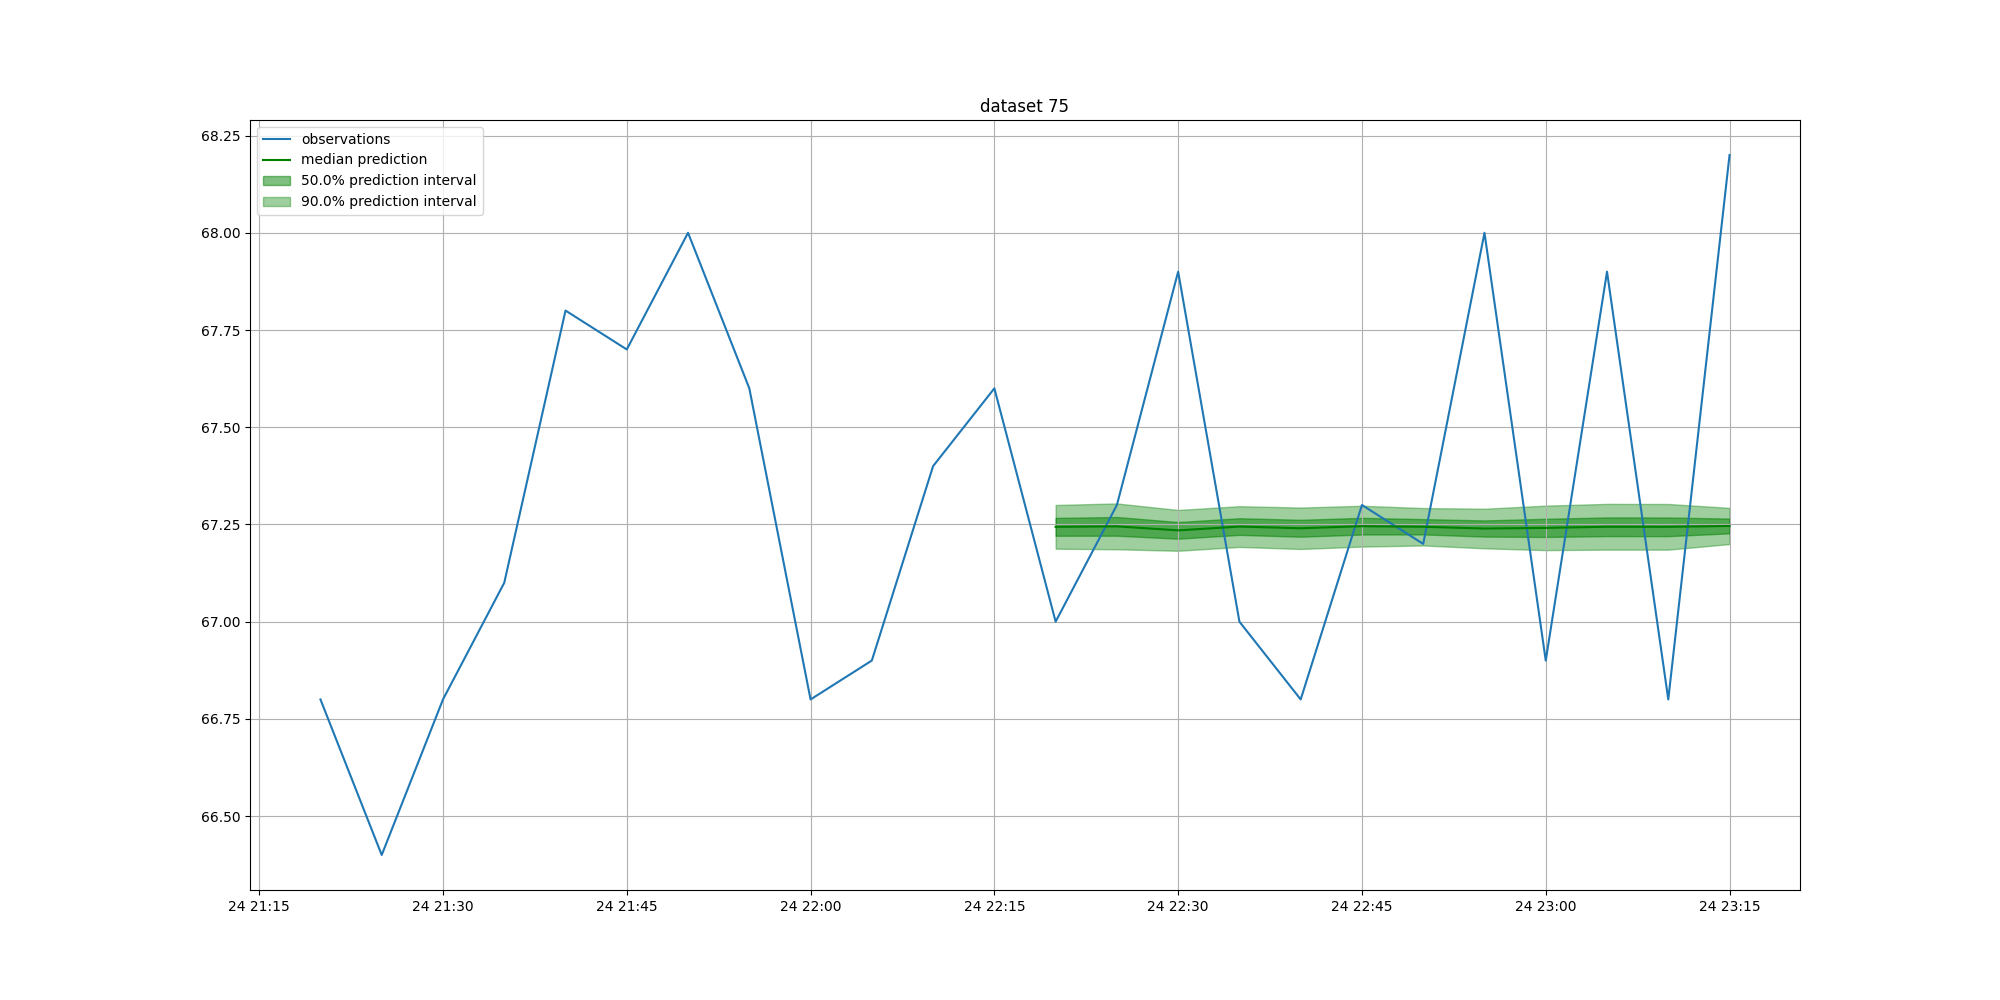 dataset 75
68.25
68.00
67.75
67.50
67.25
67.00
66.75
66.50
observations
median prediction
50.0% prediction interval
90.0% prediction interval
24 21:15 24 21:30 24 21:45 24 22:00 24 22:15 24 22:30 24 22:45 24 23:00 24 23:15